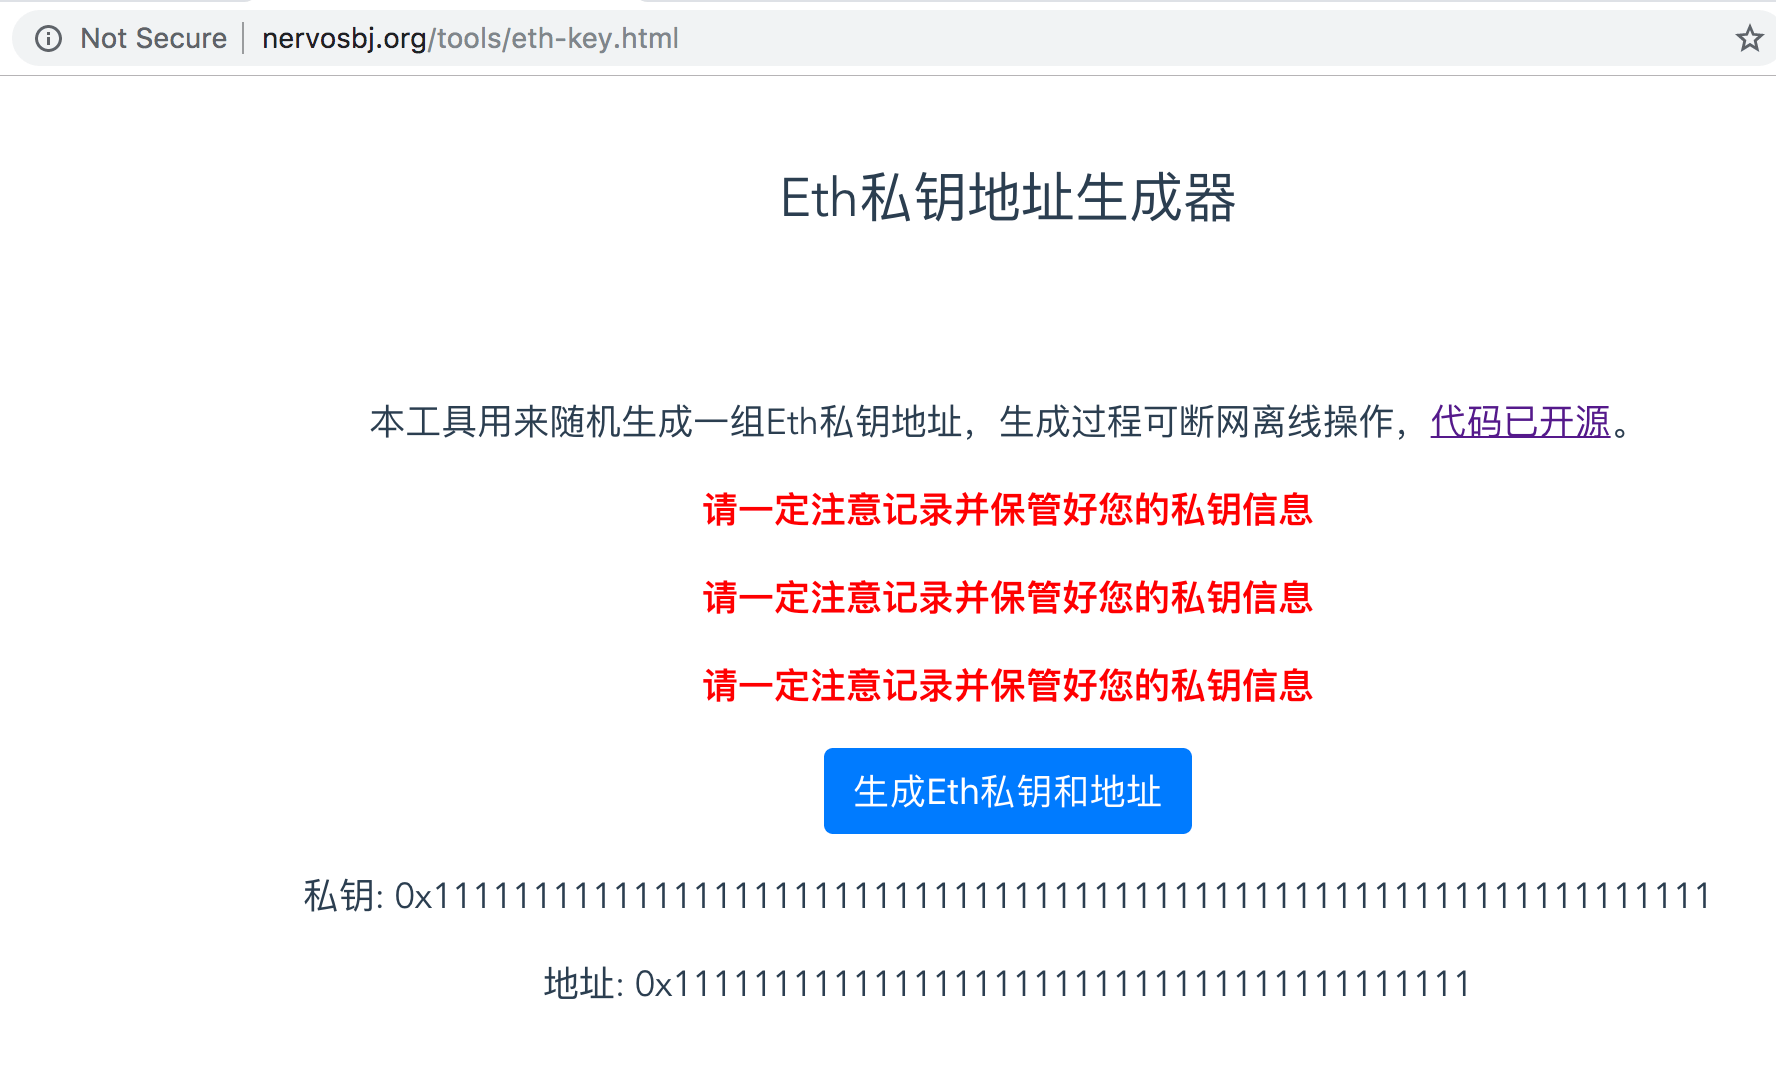 Not Secure | nervosbj.org/tools/eth-key.html
Eth私钥地址生成器
本工具用来随机生成一组Eth私钥地址，生成过程可断网离线操作，代码已开源。
请一定注意记录并保管好您的私钥信息
请一定注意记录并保管好您的私钥信息
请一定注意记录并保管好您的私钥信息
生成Eth私钥和地址
私钥: 0x1111111111111111111111111111111111111111111111111111111111111111
地址: 0x1111111111111111111111111111111111111111